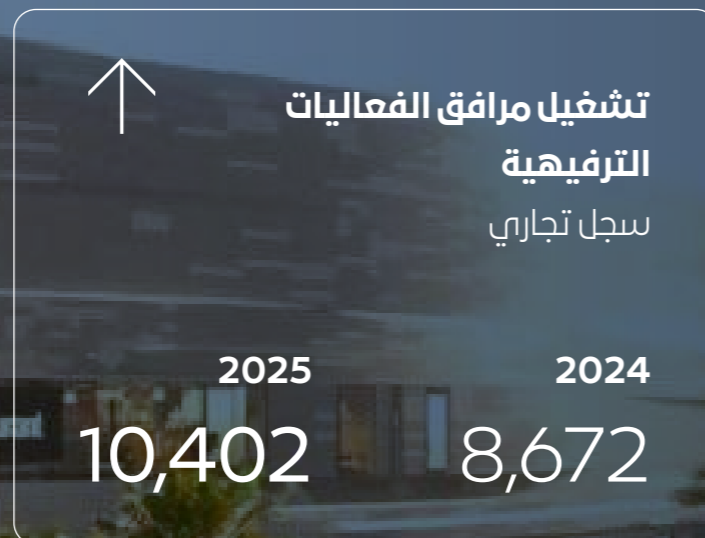 تشغيل مرافق الفعاليات
الترفيهية
سجل تجاري
2024 2025
8,672 10,402